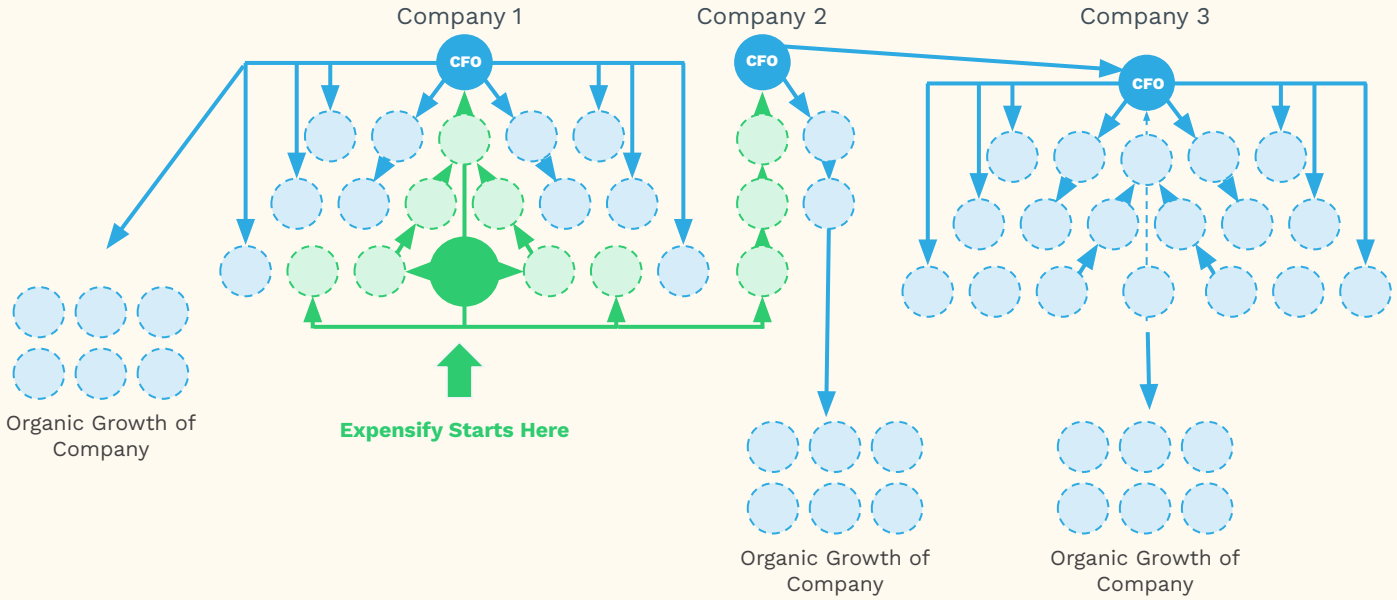 Company 1
Company 2
Company 3
CFO
CFO
CFO
Organic Growth of
Company
Expensify Starts Here
Organic Growth of
Company
Organic Growth of
Company